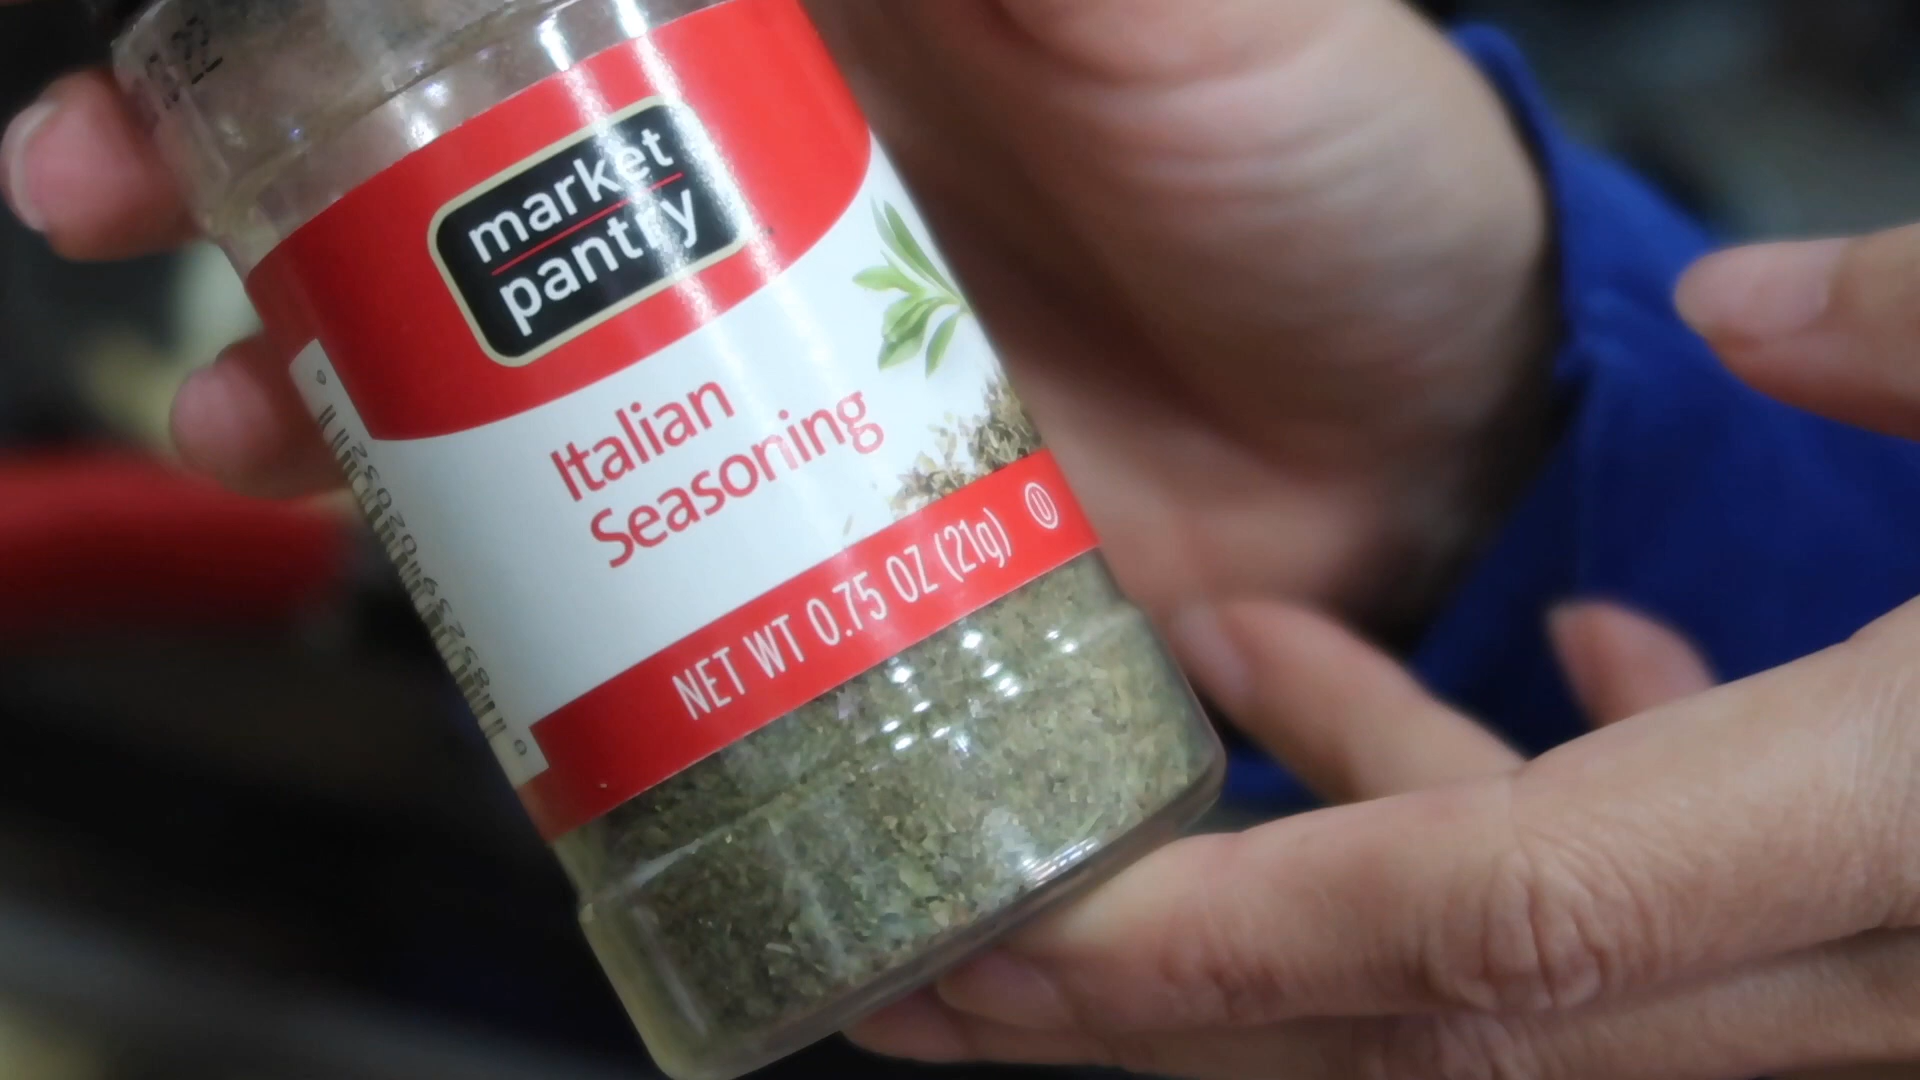 market
pantry
Italian
Seasoning
NET WT 0.75 OZ (21g)
U